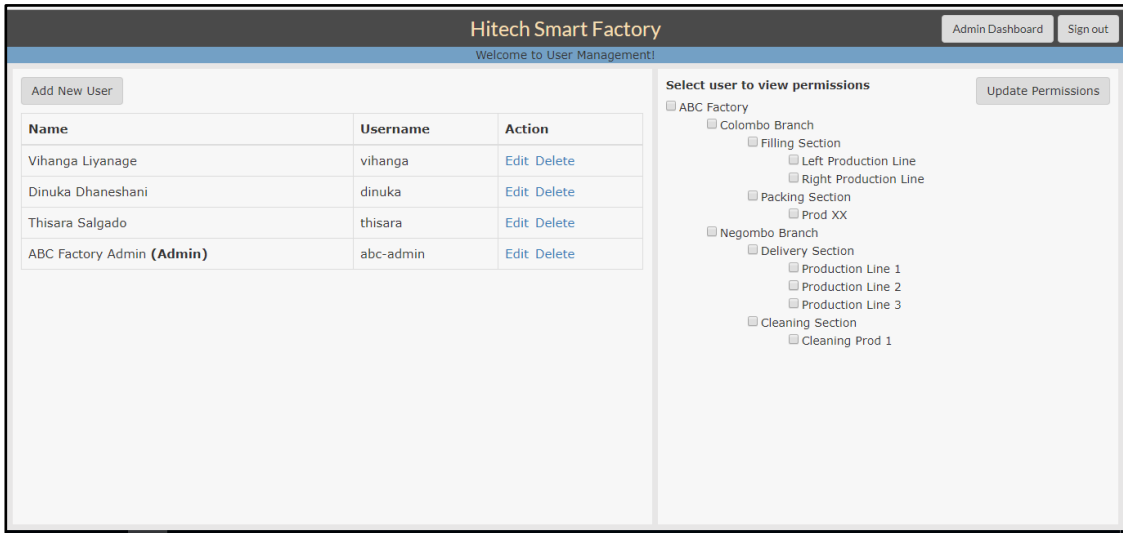 Hitech Smart Factory
Admin Dashboard
Sign out
Welcome to User Management!
Add New User
Name Username Action
Vihanga Liyanage vihanga Edit Delete
Dinuka Dhaneshani dinuka Edit Delete
Thisara Salgado thisara Edit Delete
ABC Factory Admin (Admin) abc-admin Edit Delete
Select user to view permissions
Update Permissions
ABC Factory
Colombo Branch
Filling Section
Left Production Line
Right Production Line
Packing Section
Prod XX
Negombo Branch
Delivery Section
Production Line 1
Production Line 2
Production Line 3
Cleaning Section
Cleaning Prod 1